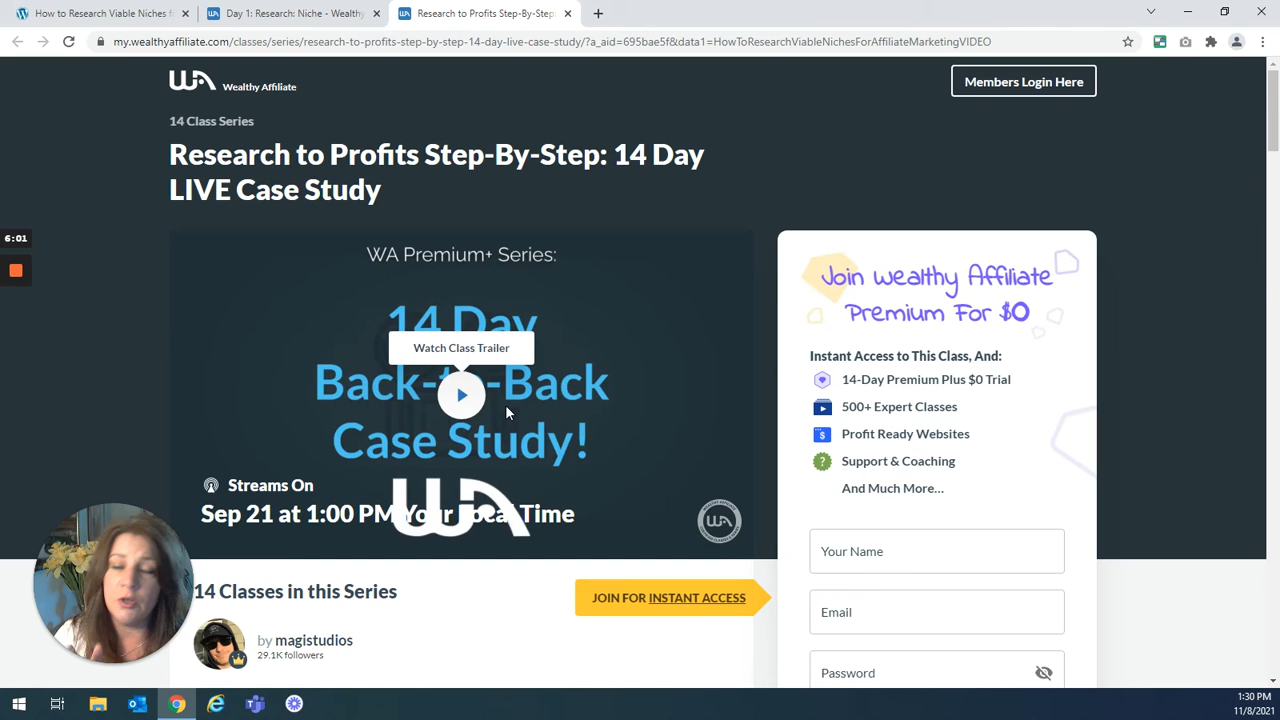 How to Research Viable Niches for
Day 1: Research: Niche - Wealthy
Research to Profits Step-By-Step:
my.wealthyaffiliate.com/classes/series/research-to-profits-step-by-step-14-day-live-case-study/?a_aid=695bae5f&data1=HowToResearchViableNichesForAffiliateMarketingVIDEO
WA Wealthy Affiliate
Members Login Here
14 Class Series
Research to Profits Step-By-Step: 14 Day
LIVE Case Study
6:01
WA Premium+ Series:
14 Day
Watch Class Trailer
Back-to-Back
Case Study!
Streams On
Sep 21 at 1:00 PM Your Local Time
WA
Join Wealthy Affiliate
Premium For $0
Instant Access to This Class, And:
14-Day Premium Plus $0 Trial
500+ Expert Classes
Profit Ready Websites
Support & Coaching
And Much More...
Your Name
Email
Password
14 Classes in this Series
JOIN FOR INSTANT ACCESS
by magistudios
29.1K followers
1:30 PM
11/8/2021